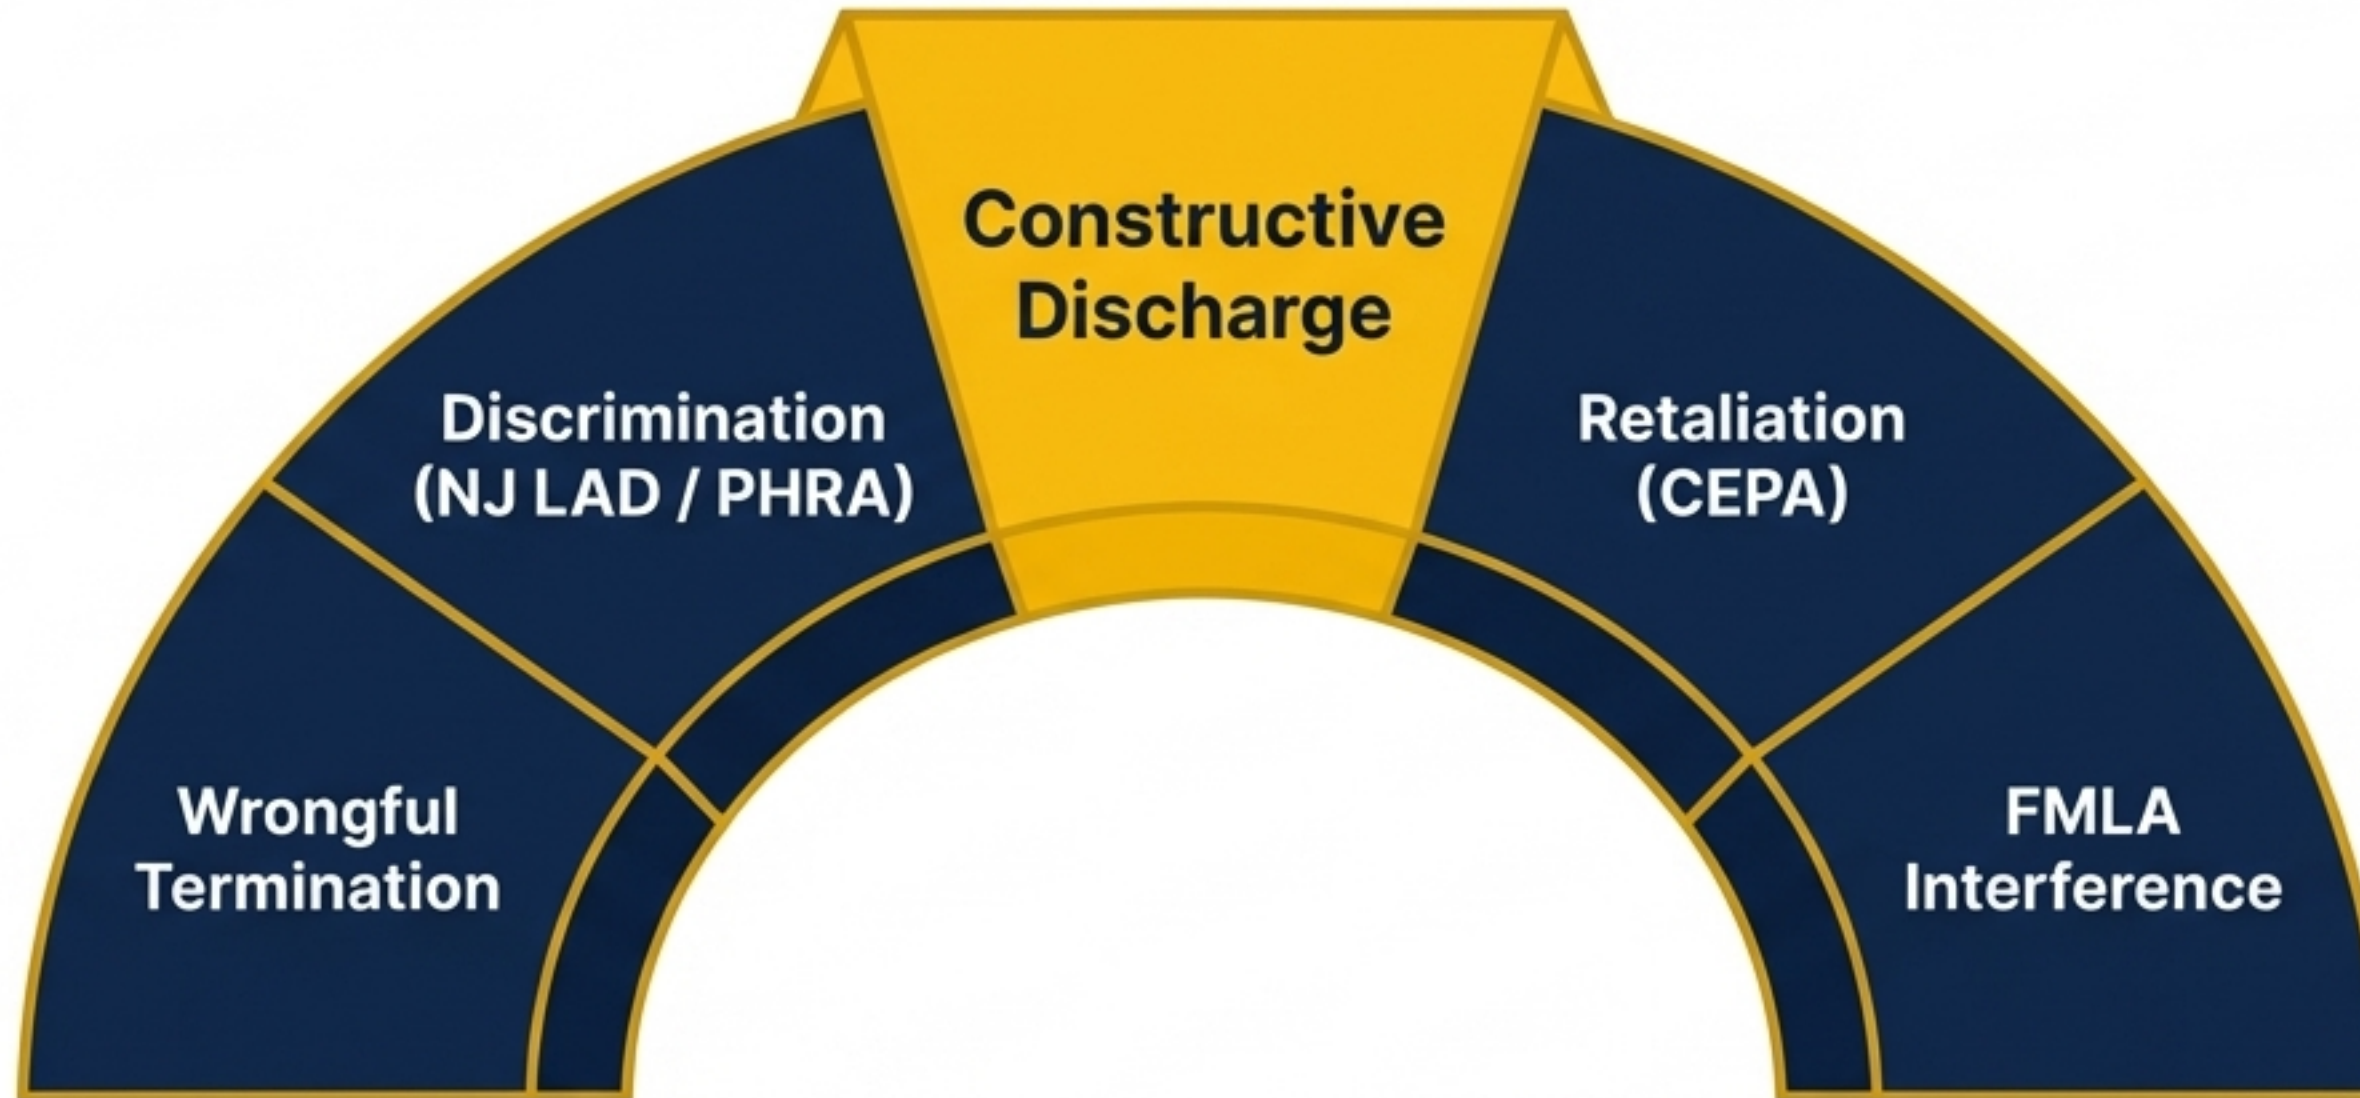 Constructive
Discharge
Discrimination
(NJ LAD / PHRA)
Retaliation
(CEPA)
Wrongful
Termination
FMLA
Interference